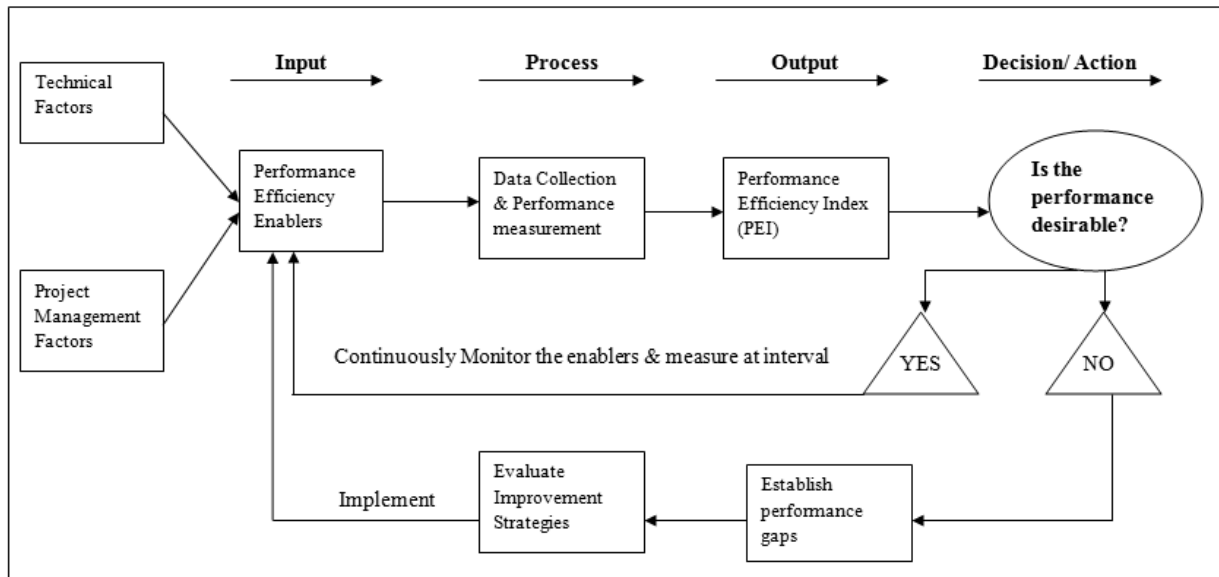 Input
Process
Output
Decision/ Action
Technical
Factors
Project
Management
Factors
Performance
Efficiency
Enablers
Data Collection
& Performance
measurement
Performance
Efficiency Index
(PEI)
Is the
performance
desirable?
YES
NO
Continuously Monitor the enablers & measure at interval
Establish
performance
gaps
Evaluate
Improvement
Strategies
Implement